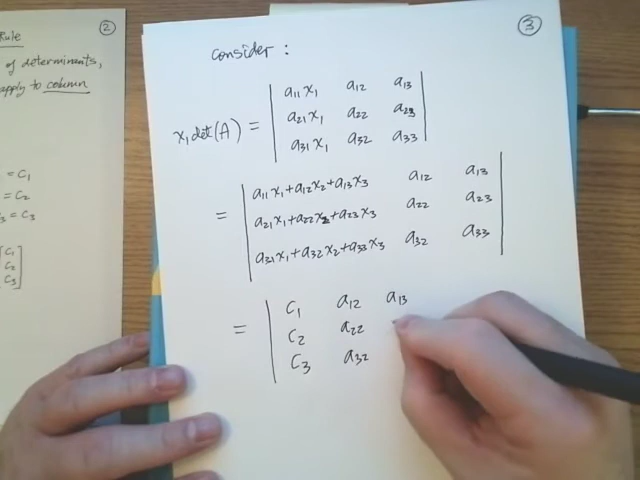 Rule
②
of determinants,
apply to column
= C₁
= C₂
= C₃
C₁
C₂
C₃
③
consider :
x₁det(A) = | a₁₁x₁ a₁₂ a₁₃ |
| a₂₁x₁ a₂₂ a₂₃ |
| a₃₁x₁ a₃₂ a₃₃ |
= | a₁₁x₁+a₁₂x₂+a₁₃x₃ a₁₂ a₁₃ |
| a₂₁x₁+a₂₂x₂+a₂₃x₃ a₂₂ a₂₃ |
| a₃₁x₁+a₃₂x₂+a₃₃x₃ a₃₂ a₃₃ |
= | C₁ a₁₂ a₁₃
| C₂ a₂₂
| C₃ a₃₂